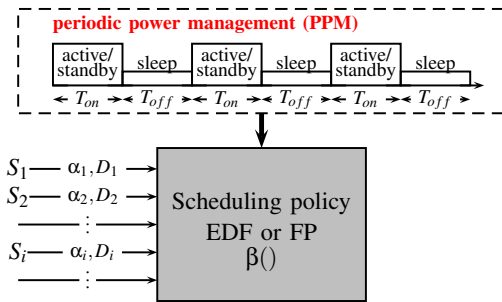 periodic power management (PPM)
active/ standby sleep active/ standby sleep active/ standby sleep
T_on T_off T_on T_off T_on T_off
S_1 α_1, D_1
S_2 α_2, D_2
⋮
S_i α_i, D_i
⋮
Scheduling policy
EDF or FP
β()